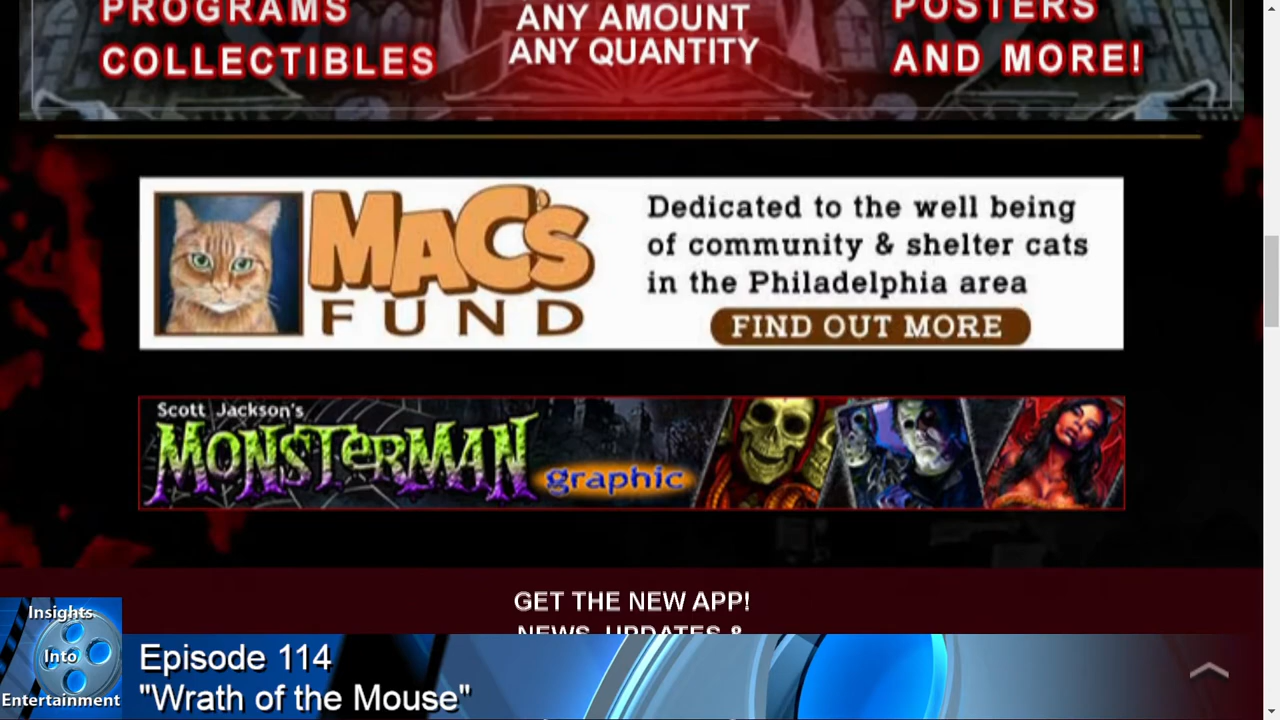 PROGRAMS
COLLECTIBLES
ANY AMOUNT
ANY QUANTITY
POSTERS
AND MORE!
MAC'S
FUND
Dedicated to the well being
of community & shelter cats
in the Philadelphia area
FIND OUT MORE
Scott Jackson's
MONSTERMAN
graphic
GET THE NEW APP!
NEWS, UPDATES &
Insights
Into
Entertainment
Episode 114
"Wrath of the Mouse"